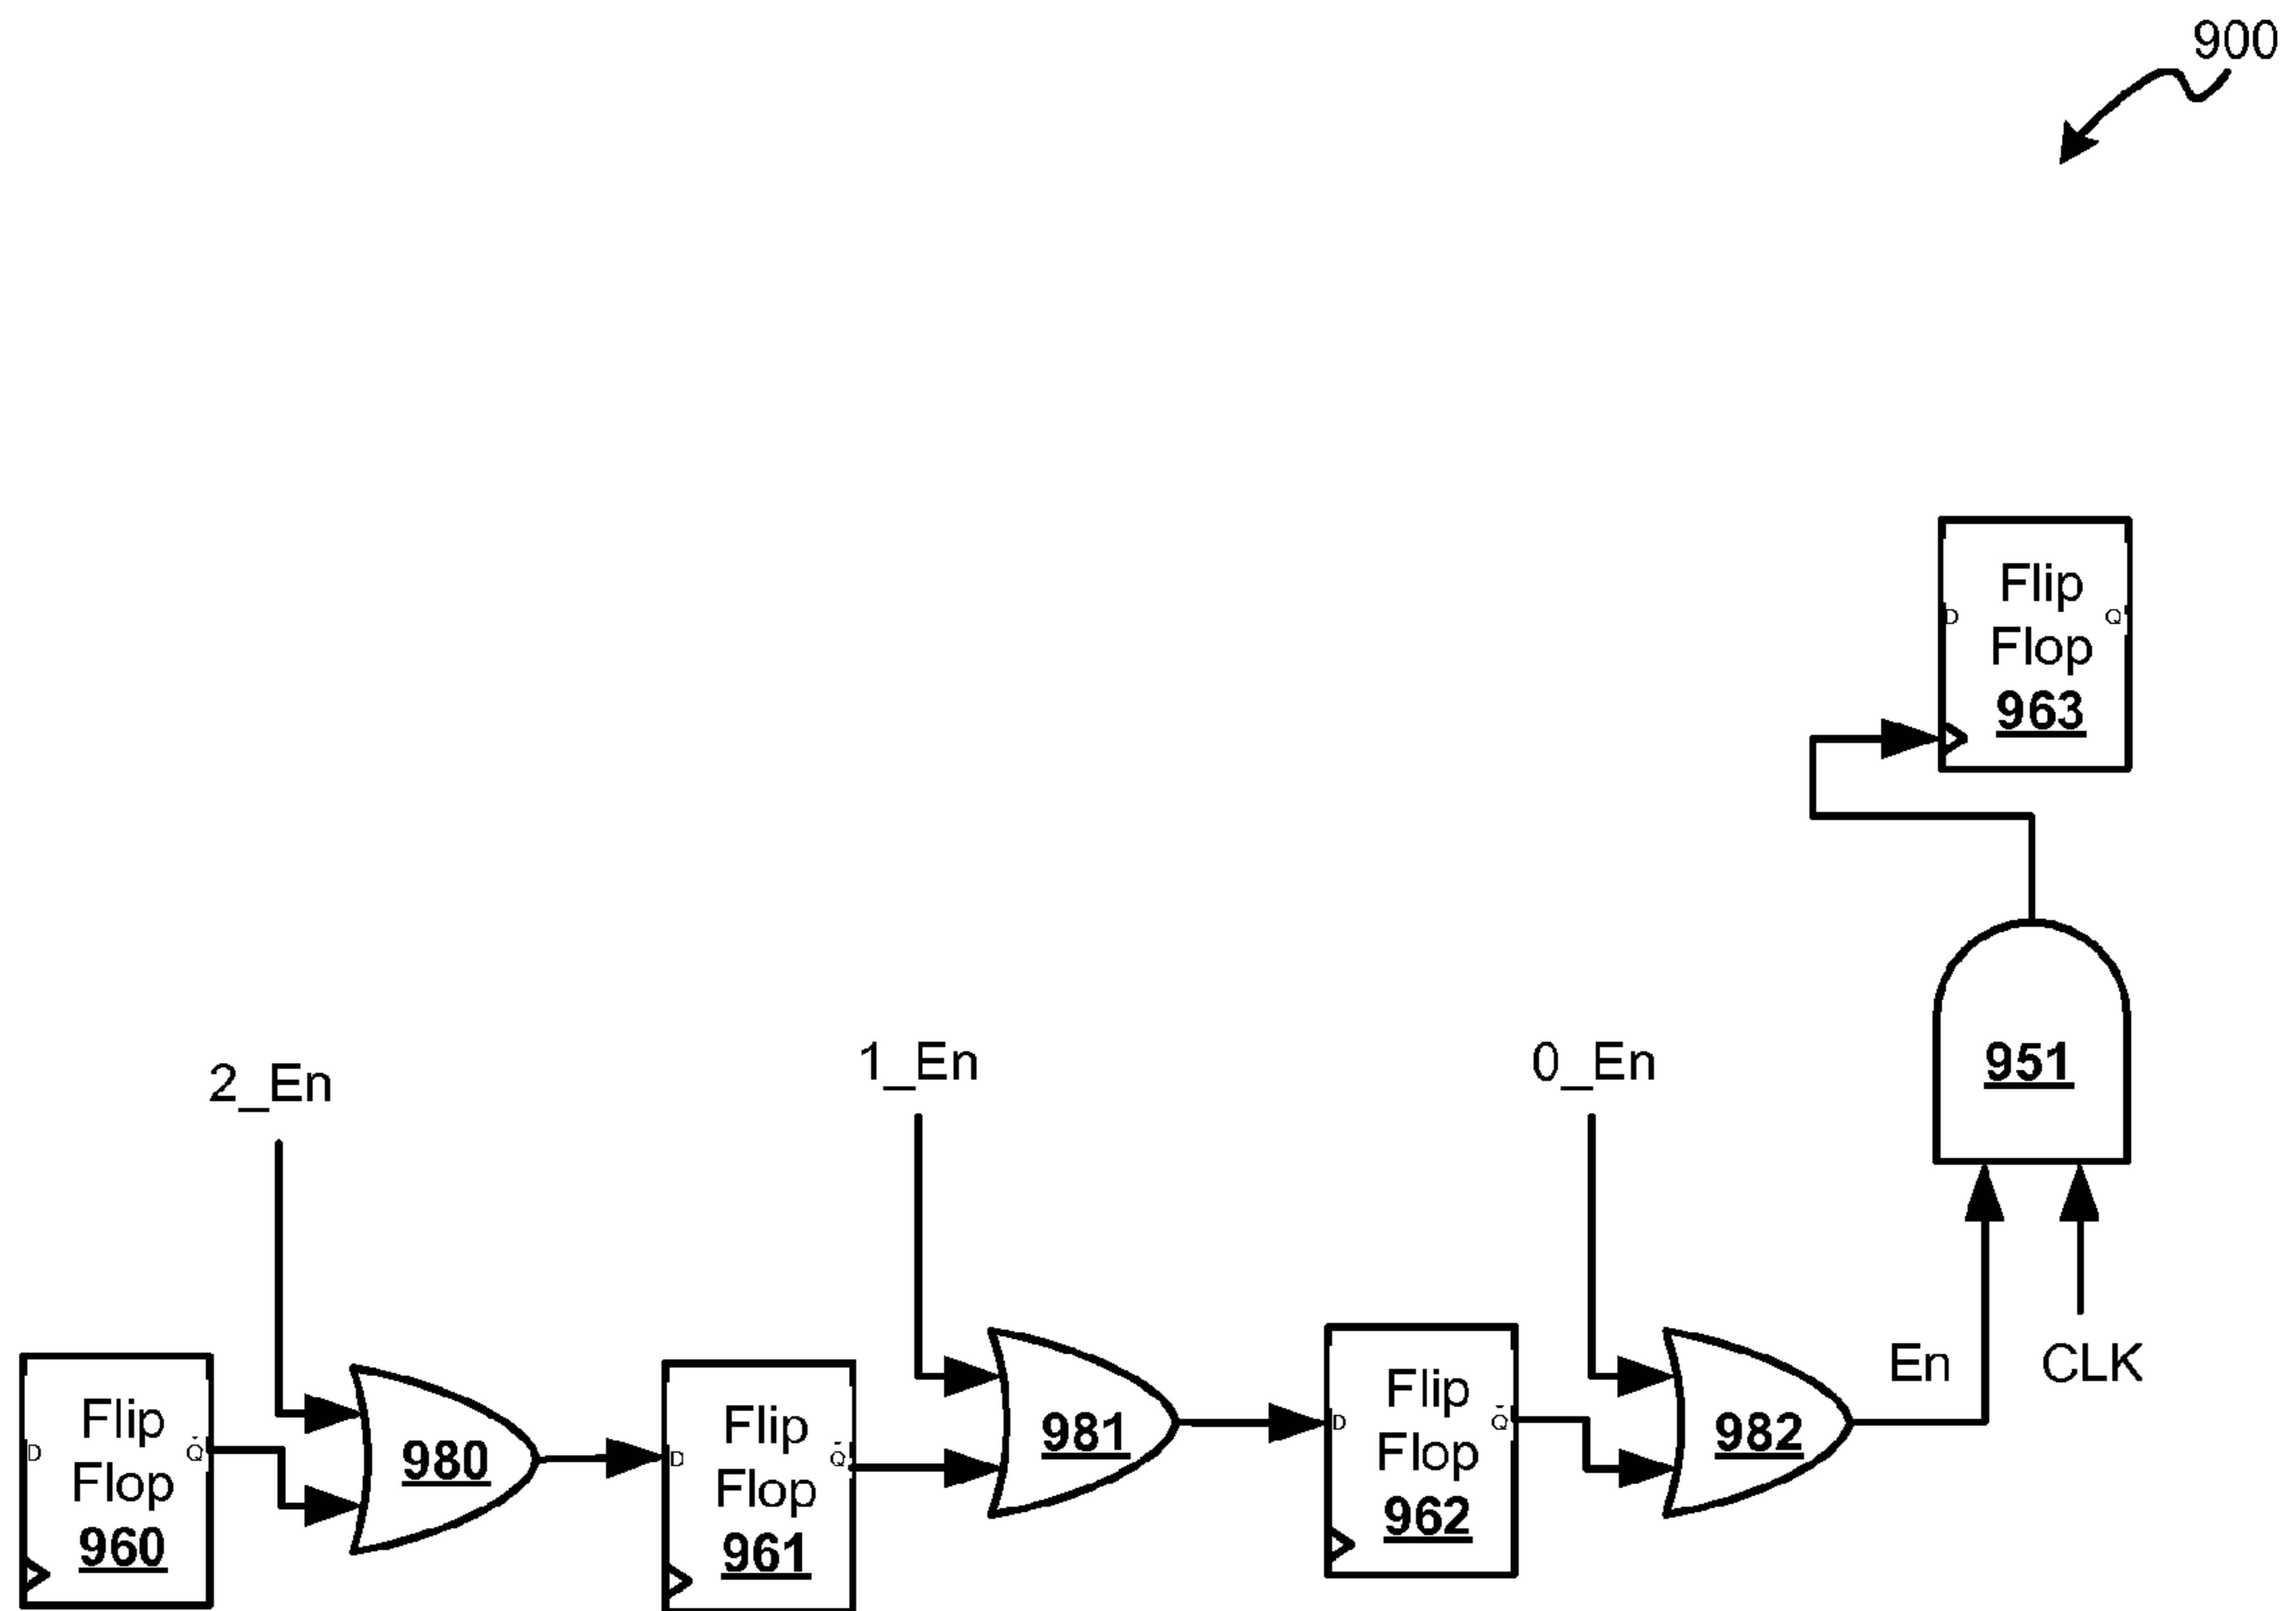 900
Flip
D Q
Flop
963
2_En
1_En
0_En
951
En
CLK
Flip
D Q
Flop
960
980
Flip
D Q
Flop
961
981
Flip
D Q
Flop
962
982